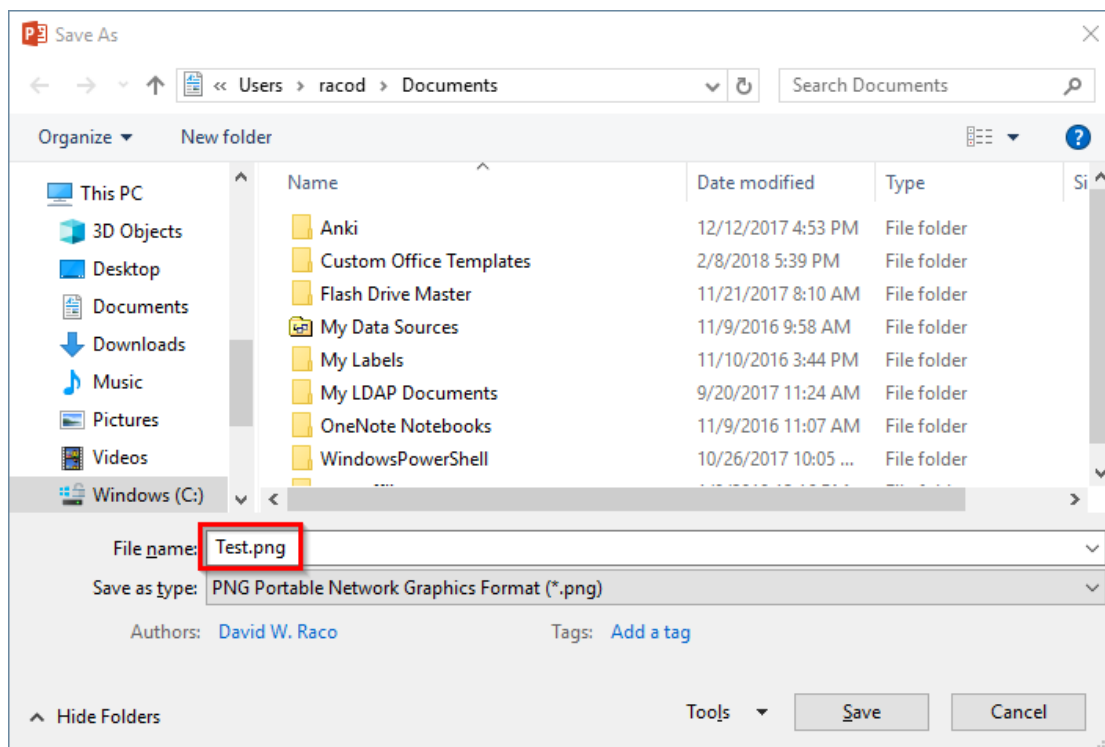 Save As
« Users › racod › Documents
Search Documents
Organize
New folder
Name Date modified Type Si
This PC
3D Objects
Desktop
Documents
Downloads
Music
Pictures
Videos
Windows (C:)
Anki 12/12/2017 4:53 PM File folder
Custom Office Templates 2/8/2018 5:39 PM File folder
Flash Drive Master 11/21/2017 8:10 AM File folder
My Data Sources 11/9/2016 9:58 AM File folder
My Labels 11/10/2016 3:44 PM File folder
My LDAP Documents 9/20/2017 11:24 AM File folder
OneNote Notebooks 11/9/2016 11:07 AM File folder
WindowsPowerShell 10/26/2017 10:05 ... File folder
File name: Test.png
Save as type: PNG Portable Network Graphics Format (*.png)
Authors: David W. Raco Tags: Add a tag
Hide Folders
Tools Save Cancel